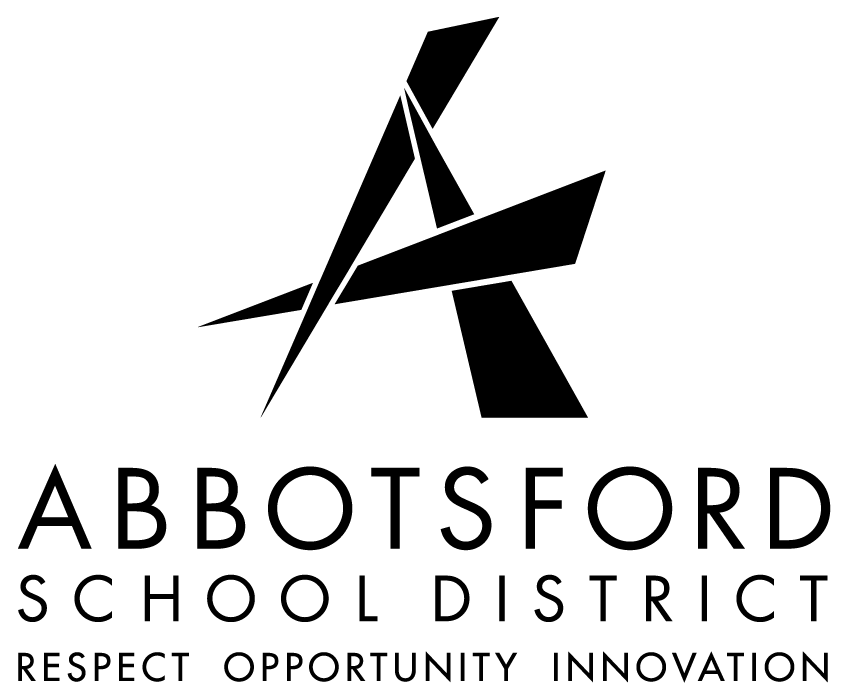 ABBOTSFORD
SCHOOL DISTRICT
RESPECT OPPORTUNITY INNOVATION